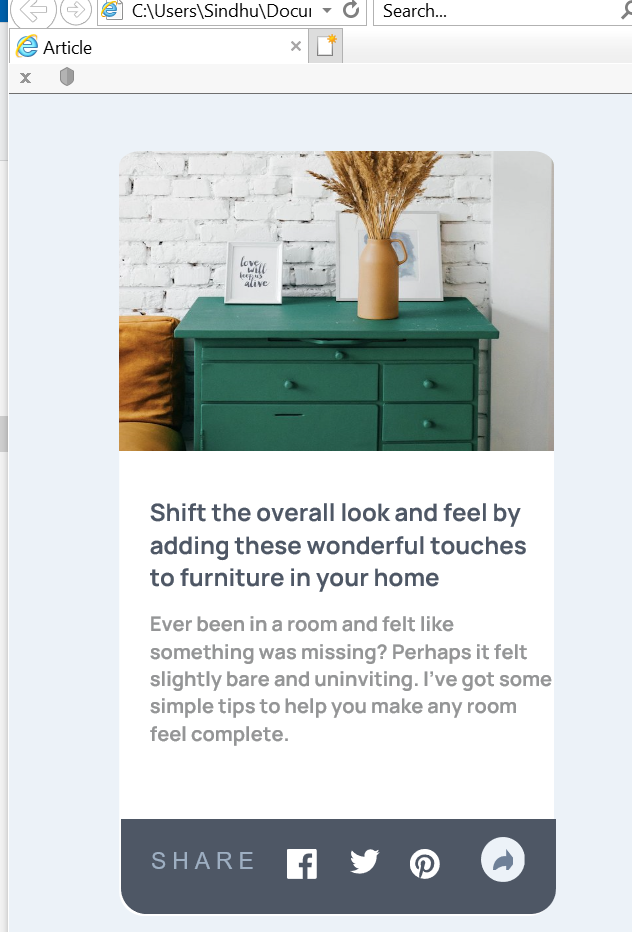 C:\Users\Sindhu\Docu
Search...
Article
x
love
will
keep us
alive
Shift the overall look and feel by
adding these wonderful touches
to furniture in your home
Ever been in a room and felt like
something was missing? Perhaps it felt
slightly bare and uninviting. I've got some
simple tips to help you make any room
feel complete.
SHARE